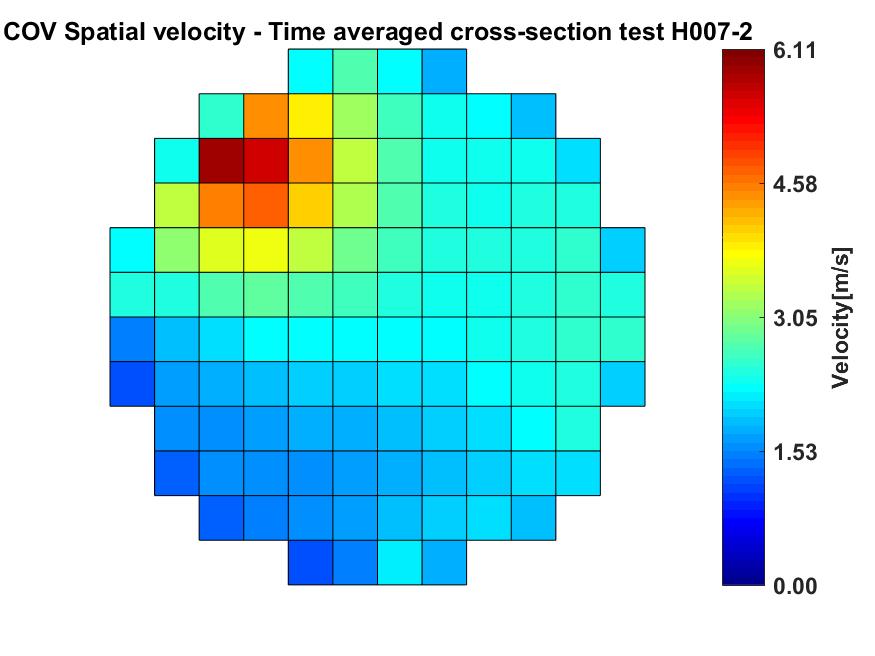 COV Spatial velocity - Time averaged cross-section test H007-2
6.11
4.58
3.05
1.53
0.00
Velocity[m/s]